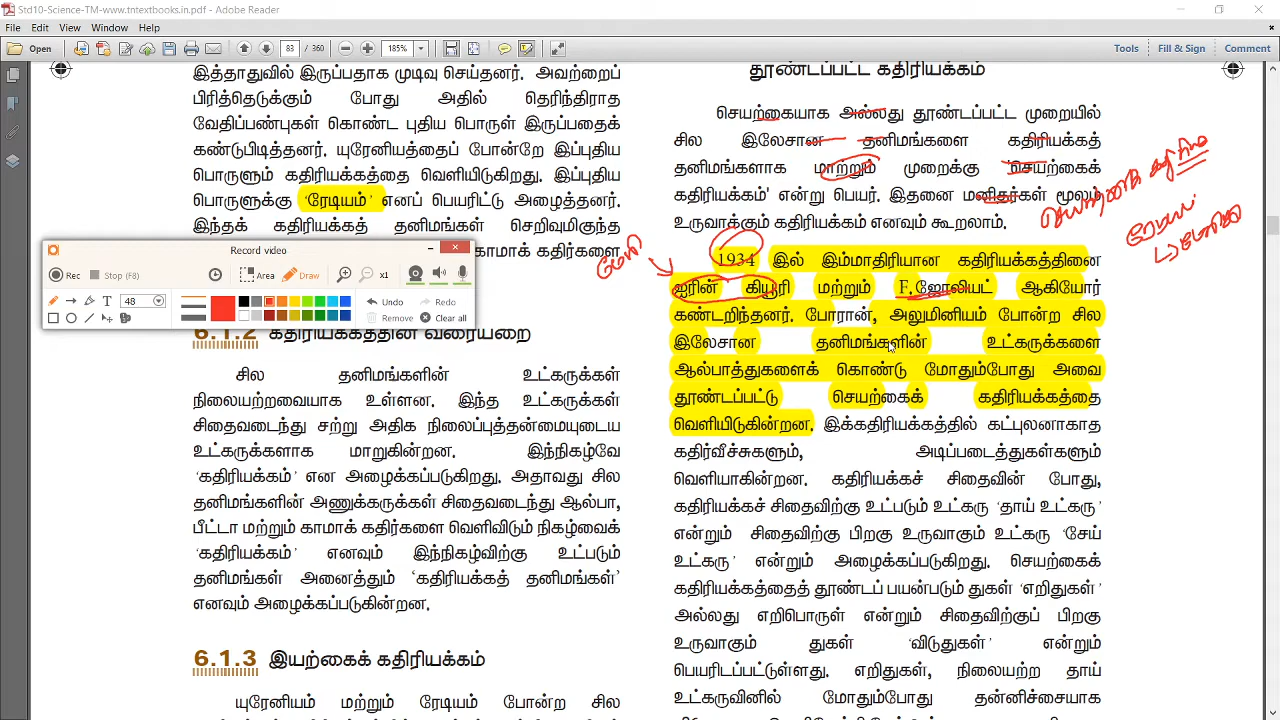 Std10-Science-TM-www.tntextbooks.in.pdf - Adobe Reader
File Edit View Window Help
Open 83 / 360 185% Tools Fill & Sign Comment
இத்தாதுவில் இருப்பதாக முடிவு செய்தனர். அவற்றைப்
பிரித்தெடுக்கும் போது அதில் தெரிந்திராத
வேதிப்பண்புகள் கொண்ட புதிய பொருள் இருப்பதைக்
கண்டுபிடித்தனர். யுரேனியத்தைப் போன்றே இப்புதிய
பொருளும் கதிரியக்கத்தை வெளியிடுகிறது. இப்புதிய
பொருளுக்கு 'ரேடியம்' எனப் பெயரிட்டு அழைத்தனர்.
இந்தக் கதிரியக்கத் தனிமங்கள் செறிவுமிகுந்த
காமாக் கதிர்களை
Record video
Rec Stop (F8) Area Draw x1
T 48 Undo Redo
Remove Clear all
6.1.2 கதிரியக்கத்தின் வரையறை
சில தனிமங்களின் உட்கருக்கள்
நிலையற்றவையாக உள்ளன. இந்த உட்கருக்கள்
சிதைவடைந்து சற்று அதிக நிலைப்புத்தன்மையுடைய
உட்கருக்களாக மாறுகின்றன. இந்நிகழ்வே
'கதிரியக்கம்' என அழைக்கப்படுகிறது. அதாவது சில
தனிமங்களின் அணுக்கருக்கள் சிதைவடைந்து ஆல்பா,
பீட்டா மற்றும் காமாக் கதிர்களை வெளிவிடும் நிகழ்வைக்
'கதிரியக்கம்' எனவும் இந்நிகழ்விற்கு உட்படும்
தனிமங்கள் அனைத்தும் 'கதிரியக்கத் தனிமங்கள்'
எனவும் அழைக்கப்படுகின்றன.
6.1.3 இயற்கைக் கதிரியக்கம்
யுரேனியம் மற்றும் ரேடியம் போன்ற சில
தூண்டப்பட்ட கதிரியக்கம்
செயற்கையாக அல்லது தூண்டப்பட்ட முறையில்
சில இலேசான தனிமங்களை கதிரியக்கத்
தனிமங்களாக மாற்றும் முறைக்கு 'செயற்கைக்
கதிரியக்கம்' என்று பெயர். இதனை மனிதர்கள் மூலம்
உருவாக்கும் கதிரியக்கம் எனவும் கூறலாம்.
1934 இல் இம்மாதிரியான கதிரியக்கத்தினை
ஐரின் கியூரி மற்றும் F.ஜோலியட் ஆகியோர்
கண்டறிந்தனர். போரான், அலுமினியம் போன்ற சில
இலேசான தனிமங்களின் உட்கருக்களை
ஆல்பாத்துகளைக் கொண்டு மோதும்போது அவை
தூண்டப்பட்டு செயற்கைக் கதிரியக்கத்தை
வெளியிடுகின்றன. இக்கதிரியக்கத்தில் கட்புலனாகாத
கதிர்வீச்சுகளும், அடிப்படைத்துகள்களும்
வெளியாகின்றன. கதிரியக்கச் சிதைவின் போது,
கதிரியக்கச் சிதைவிற்கு உட்படும் உட்கரு 'தாய் உட்கரு'
என்றும் சிதைவிற்கு பிறகு உருவாகும் உட்கரு 'சேய்
உட்கரு' என்றும் அழைக்கப்படுகிறது. செயற்கைக்
கதிரியக்கத்தைத் தூண்டப் பயன்படும் துகள் 'எறிதுகள்'
அல்லது எறிபொருள் என்றும் சிதைவிற்குப் பிறகு
உருவாகும் துகள் 'விடுதுகள்' என்றும்
பெயரிடப்பட்டுள்ளது. எறிதுகள், நிலையற்ற தாய்
உட்கருவினில் மோதும்போது தன்னிச்சையாக